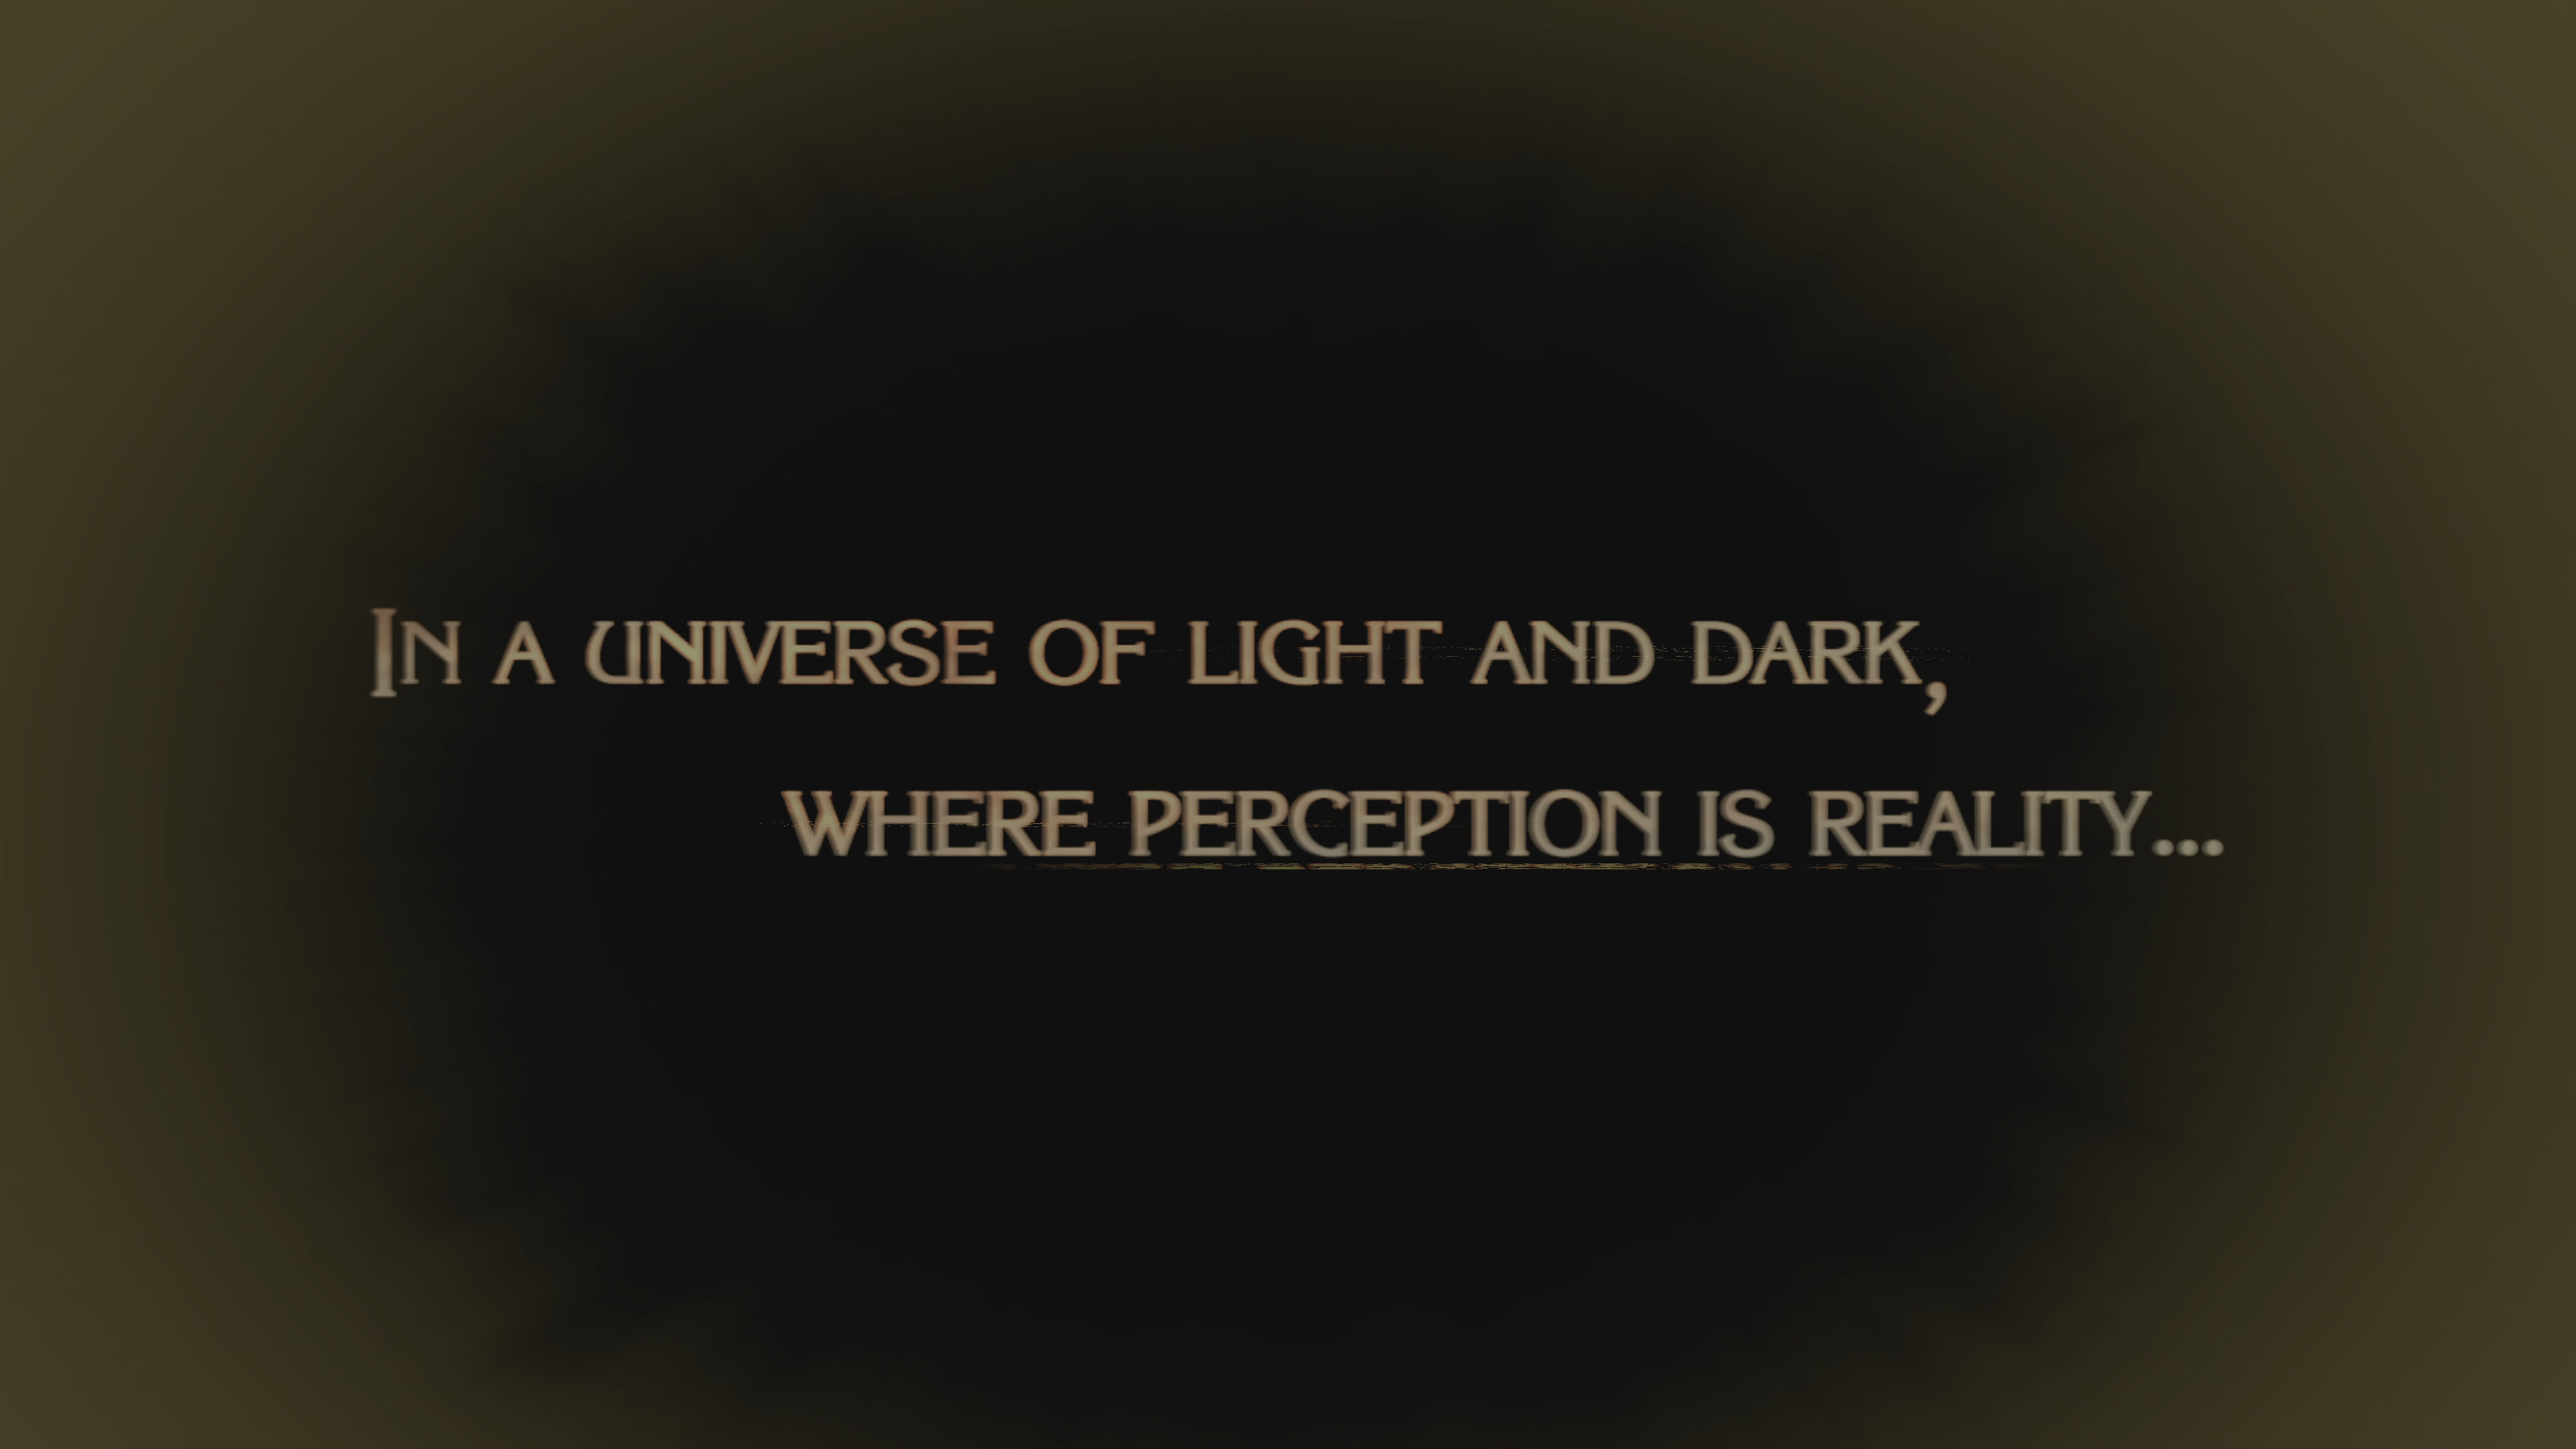 In a universe of light and dark,
where perception is reality...